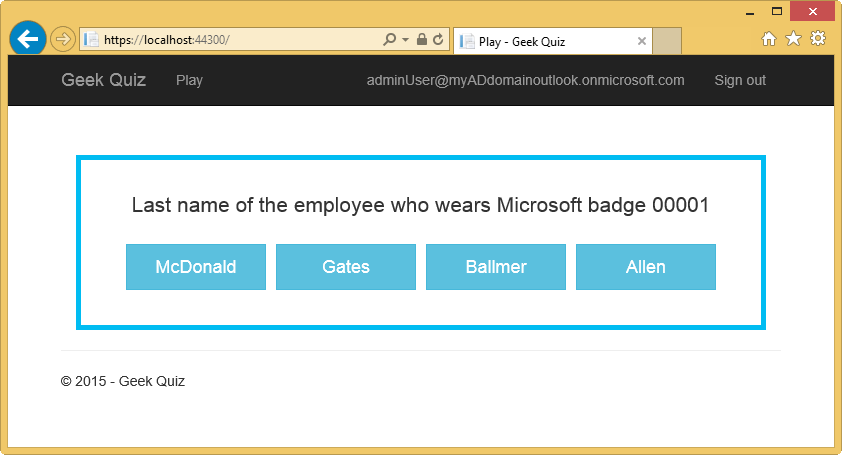 https://localhost:44300/
Play - Geek Quiz
Geek Quiz Play adminUser@myADdomainoutlook.onmicrosoft.com Sign out
Last name of the employee who wears Microsoft badge 00001
McDonald Gates Ballmer Allen
© 2015 - Geek Quiz